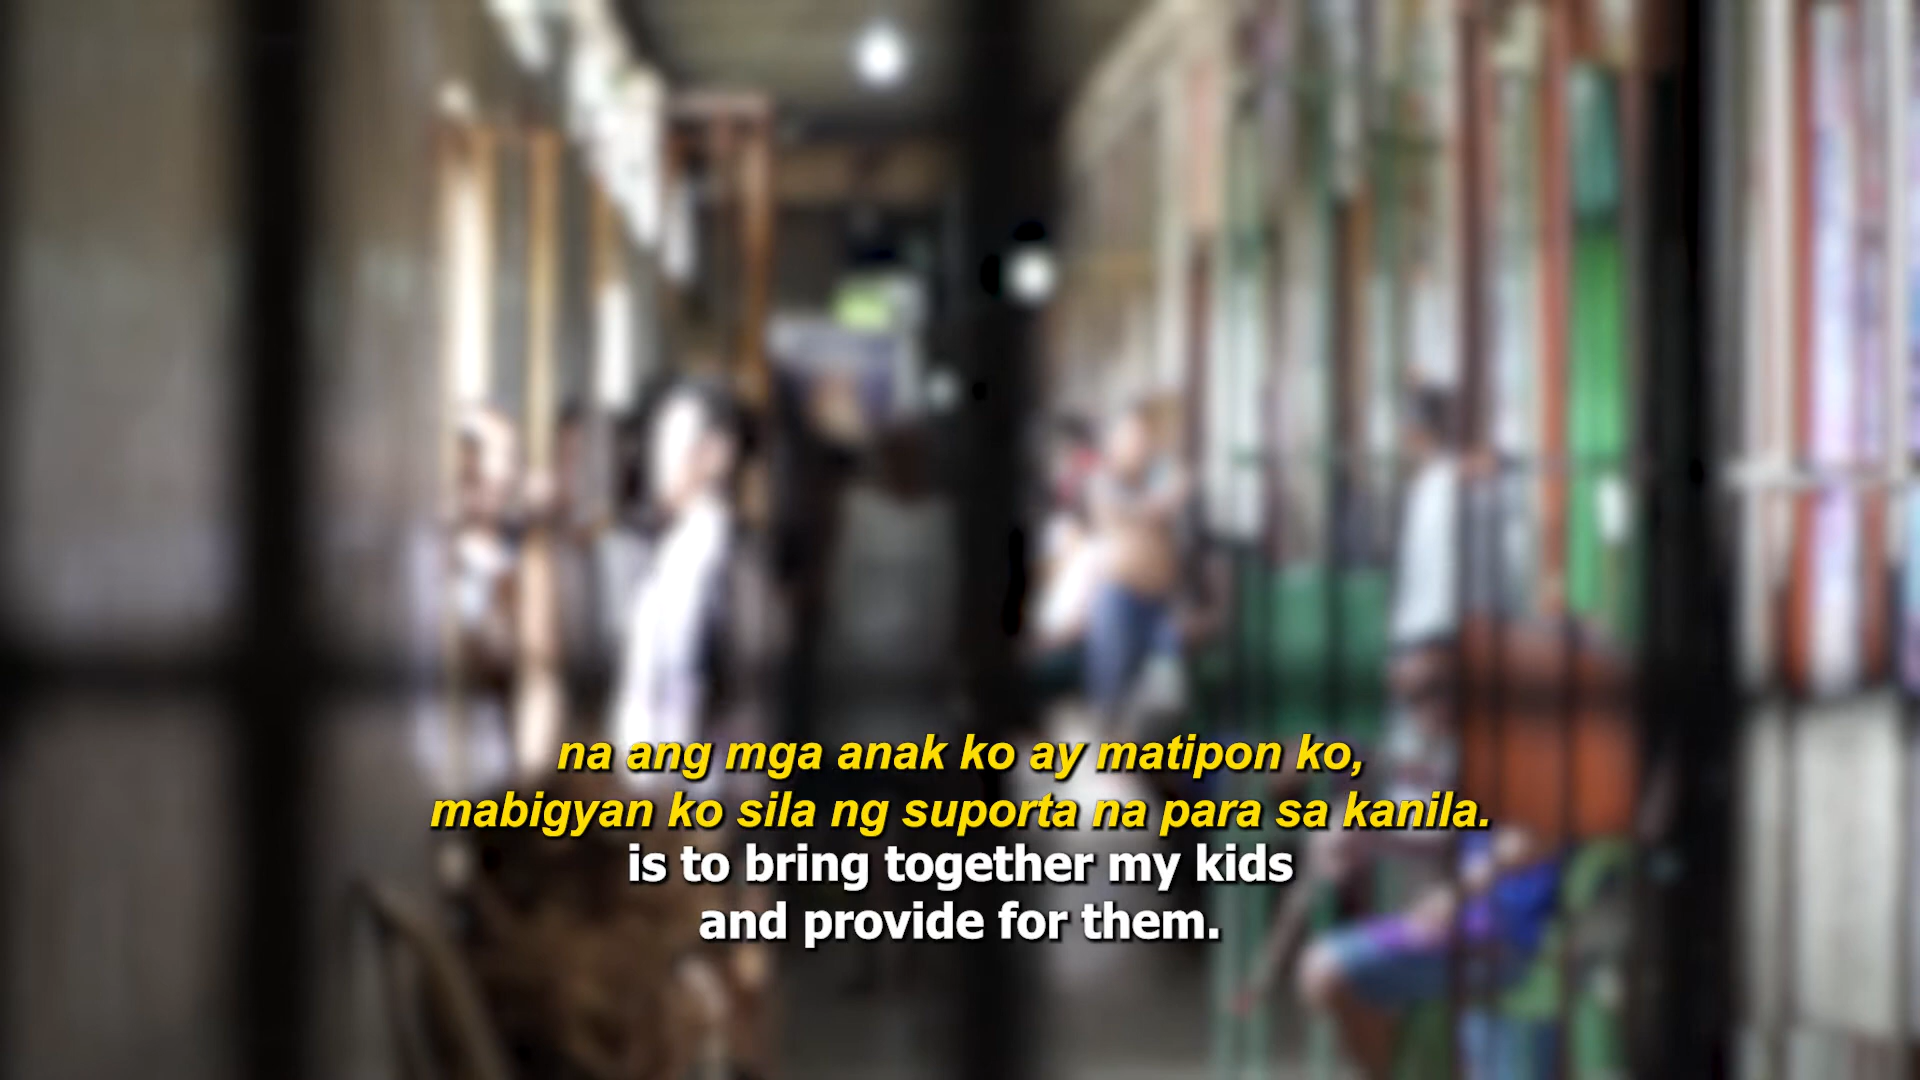 na ang mga anak ko ay matipon ko,
mabigyan ko sila ng suporta na para sa kanila.
is to bring together my kids
and provide for them.